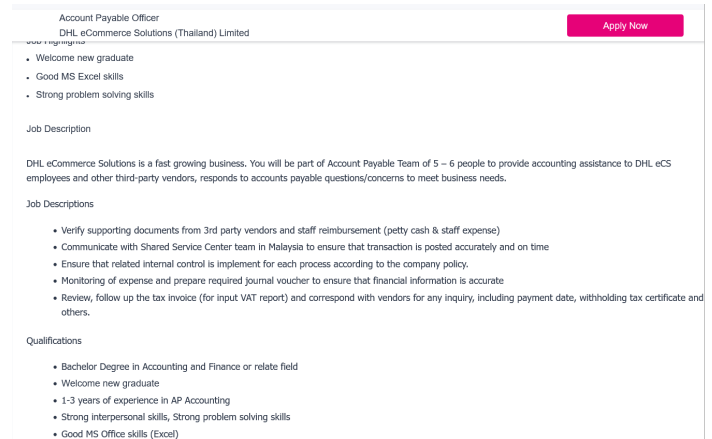 Account Payable Officer
DHL eCommerce Solutions (Thailand) Limited
Apply Now
Job Highlights
• Welcome new graduate
• Good MS Excel skills
• Strong problem solving skills
Job Description
DHL eCommerce Solutions is a fast growing business. You will be part of Account Payable Team of 5 – 6 people to provide accounting assistance to DHL eCS
employees and other third-party vendors, responds to accounts payable questions/concerns to meet business needs.
Job Descriptions
• Verify supporting documents from 3rd party vendors and staff reimbursement (petty cash & staff expense)
• Communicate with Shared Service Center team in Malaysia to ensure that transaction is posted accurately and on time
• Ensure that related internal control is implement for each process according to the company policy.
• Monitoring of expense and prepare required journal voucher to ensure that financial information is accurate
• Review, follow up the tax invoice (for input VAT report) and correspond with vendors for any inquiry, including payment date, withholding tax certificate and
others.
Qualifications
• Bachelor Degree in Accounting and Finance or relate field
• Welcome new graduate
• 1-3 years of experience in AP Accounting
• Strong interpersonal skills, Strong problem solving skills
• Good MS Office skills (Excel)